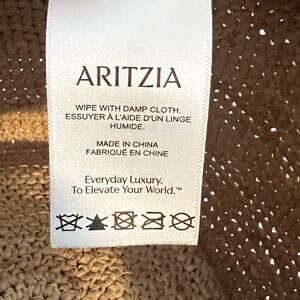 ARITZIA
WIPE WITH DAMP CLOTH.
ESSUYER À L'AIDE D'UN LINGE
HUMIDE.
MADE IN CHINA
FABRIQUÉ EN CHINE
Everyday Luxury.
To Elevate Your World.™